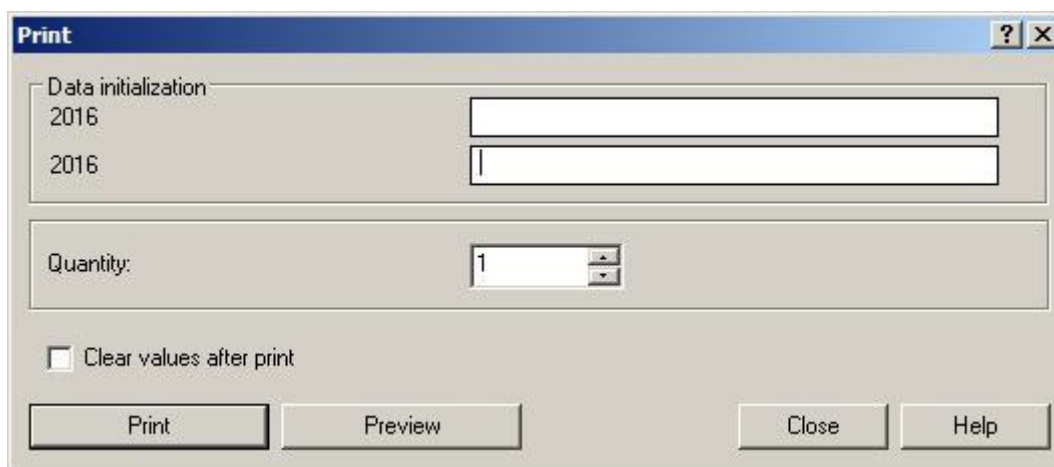 Print
Data initialization
2016
2016
Quantity:
1
Clear values after print
Print
Preview
Close
Help